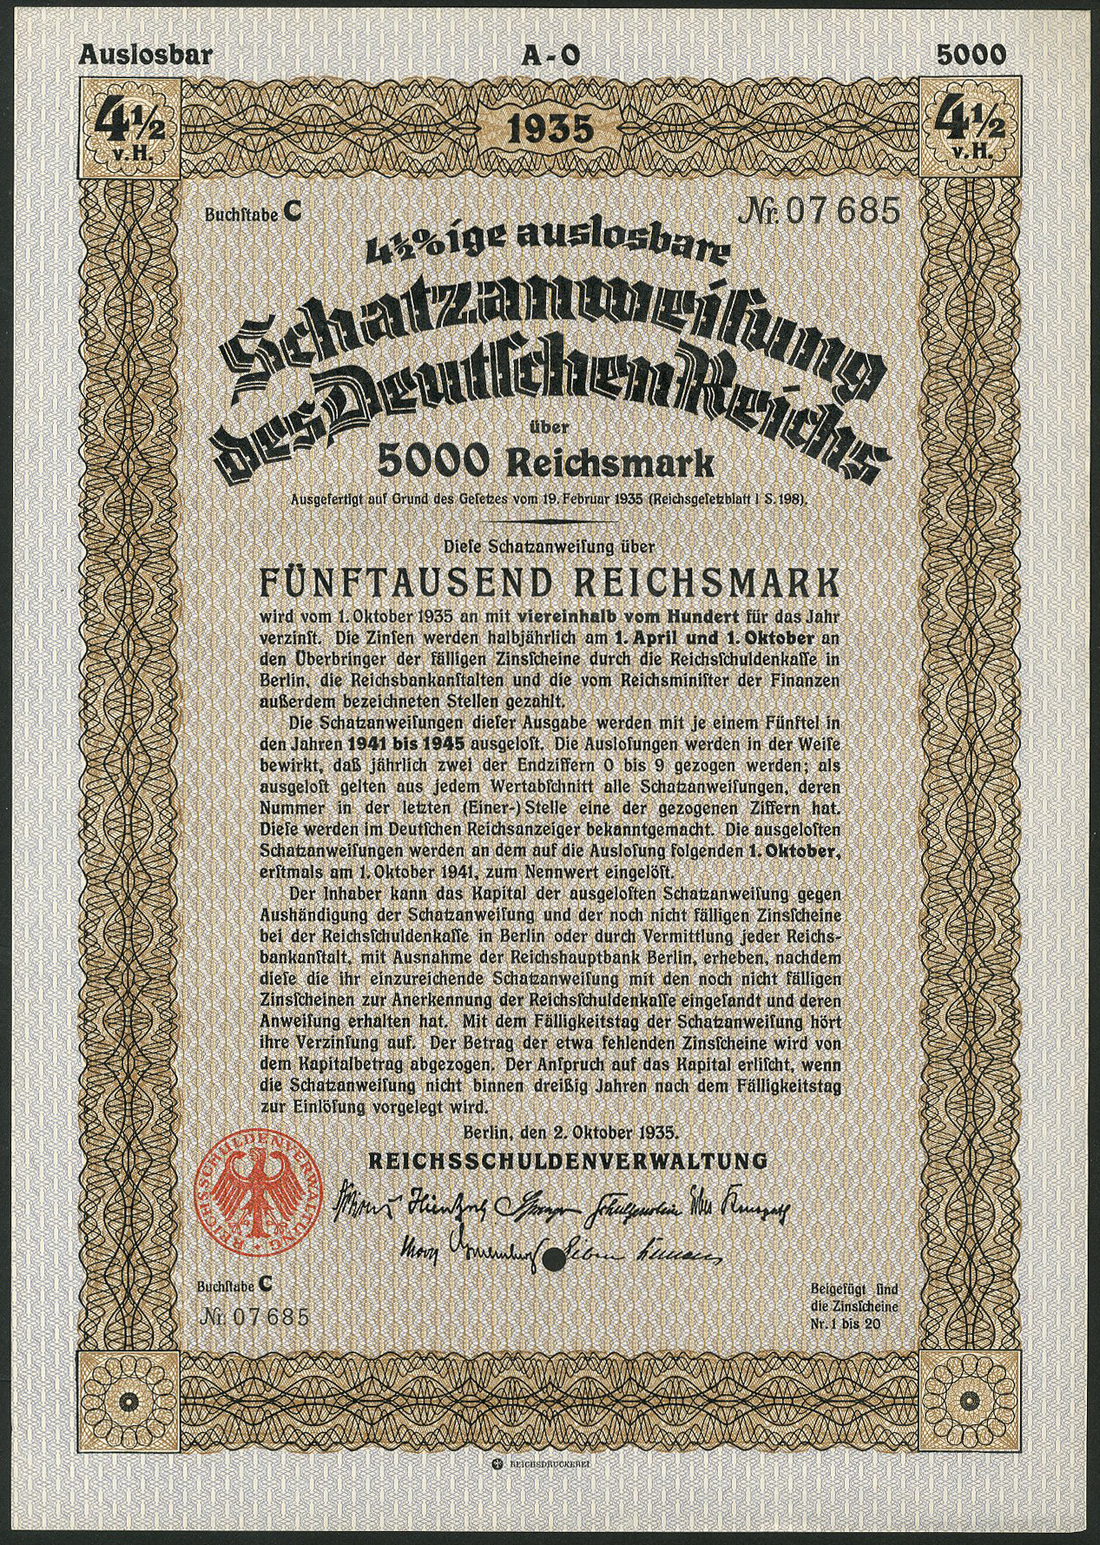 Auslosbar A-O 5000
4½ v.H. 1935 4½ v.H.
Buchſtabe C Nr. 07685
4½%ige auslosbare
Schatzanweiſung
des Deutſchen Reichs
über
5000 Reichsmark
Ausgefertigt auf Grund des Geſetzes vom 19. Februar 1935 (Reichsgeſetzblatt I S. 198).
Dieſe Schatzanweiſung über
FÜNFTAUSEND REICHSMARK
wird vom 1. Oktober 1935 an mit viereinhalb vom Hundert für das Jahr
verzinſt. Die Zinſen werden halbjährlich am 1. April und 1. Oktober an
den Überbringer der fälligen Zinsſcheine durch die Reichsſchuldenkaſſe in
Berlin, die Reichsbankanſtalten und die vom Reichsminiſter der Finanzen
außerdem bezeichneten Stellen gezahlt.
Die Schatzanweiſungen dieſer Ausgabe werden mit je einem Fünftel in
den Jahren 1941 bis 1945 ausgeloſt. Die Ausloſungen werden in der Weiſe
bewirkt, daß jährlich zwei der Endziffern 0 bis 9 gezogen werden; als
ausgeloſt gelten aus jedem Wertabſchnitt alle Schatzanweiſungen, deren
Nummer in der letzten (Einer-) Stelle eine der gezogenen Ziffern hat.
Dieſe werden im Deutſchen Reichsanzeiger bekanntgemacht. Die ausgeloſten
Schatzanweiſungen werden an dem auf die Ausloſung folgenden 1. Oktober,
erſtmals am 1. Oktober 1941, zum Nennwert eingelöſt.
Der Inhaber kann das Kapital der ausgeloſten Schatzanweiſung gegen
Aushändigung der Schatzanweiſung und der noch nicht fälligen Zinsſcheine
bei der Reichsſchuldenkaſſe in Berlin oder durch Vermittlung jeder Reichs-
bankanſtalt, mit Ausnahme der Reichshauptbank Berlin, erheben, nachdem
dieſe die ihr einzureichende Schatzanweiſung mit den noch nicht fälligen
Zinsſcheinen zur Anerkennung der Reichsſchuldenkaſſe eingeſandt und deren
Anweiſung erhalten hat. Mit dem Fälligkeitstag der Schatzanweiſung hört
ihre Verzinſung auf. Der Betrag der etwa fehlenden Zinsſcheine wird von
dem Kapitalbetrag abgezogen. Der Anſpruch auf das Kapital erliſcht, wenn
die Schatzanweiſung nicht binnen dreißig Jahren nach dem Fälligkeitstag
zur Einlöſung vorgelegt wird.
Berlin, den 2. Oktober 1935.
REICHSSCHULDENVERWALTUNG
REICHSSCHULDENVERWALTUNG
Buchſtabe C
Nr. 07685
Beigefügt ſind
die Zinsſcheine
Nr. 1 bis 20
REICHSDRUCKEREI